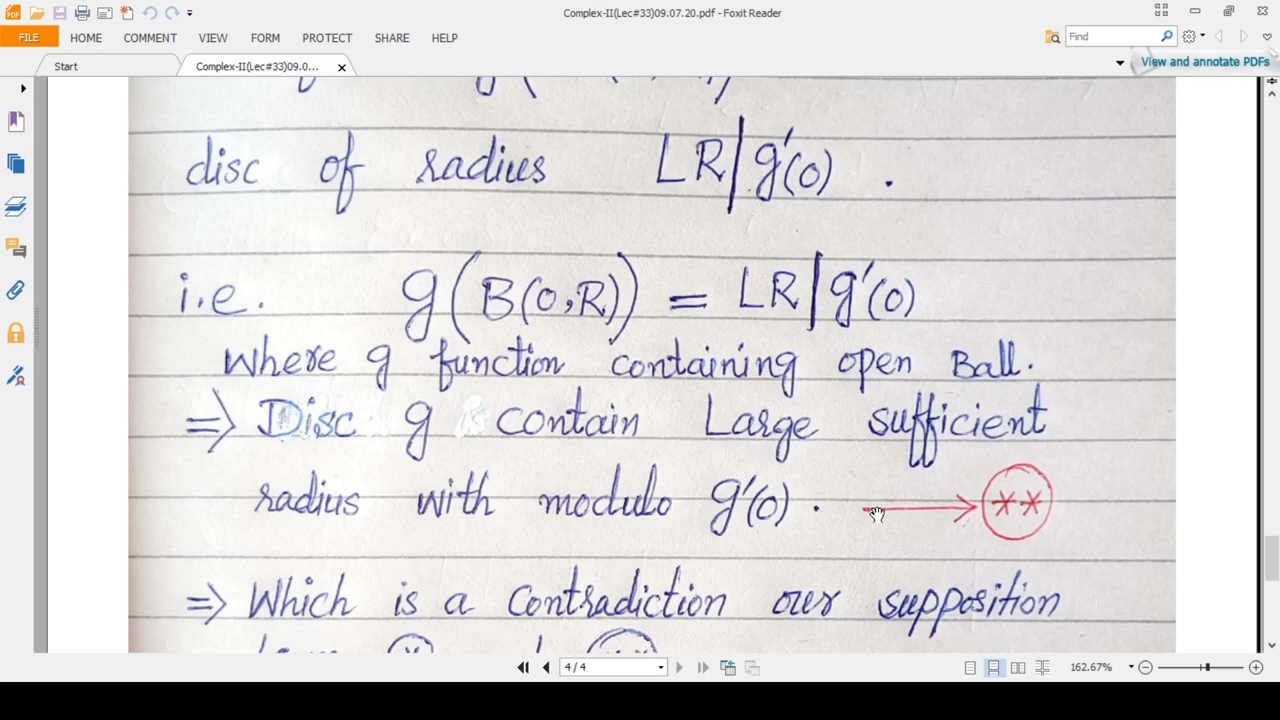 Complex-II(Lec#33)09.07.20.pdf - Foxit Reader
FILE HOME COMMENT VIEW FORM PROTECT SHARE HELP
Find
Start Complex-II(Lec#33)09.0...
View and annotate PDFs
disc of radius LR|g'(0) .
i.e. g(B(0,R)) = LR|g'(0)
Where g function containing open Ball.
⇒ Disc g is contain Large sufficient
radius with modulo g'(0) . → **
⇒ Which is a Contradiction our supposition
4 / 4
162.67%